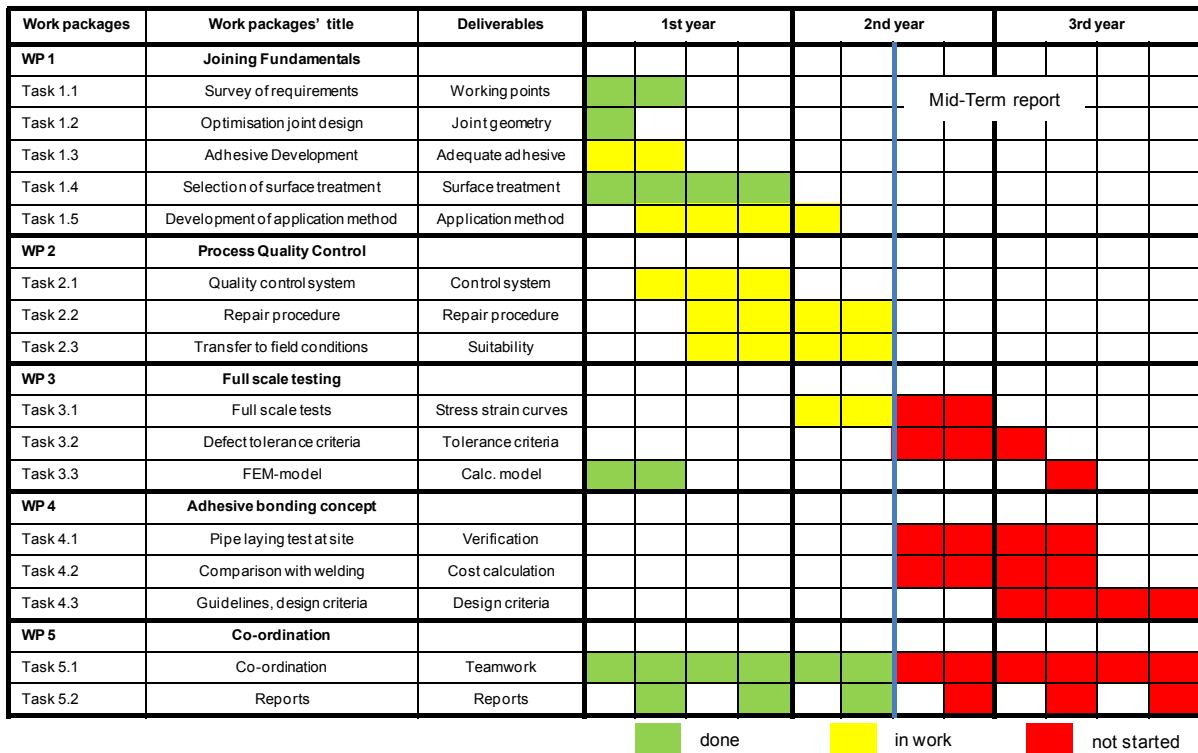 Work packages Work packages' title Deliverables 1st year 2nd year 3rd year
WP 1 Joining Fundamentals
Task 1.1 Survey of requirements Working points
Mid-Term report
Task 1.2 Optimisation joint design Joint geometry
Task 1.3 Adhesive Development Adequate adhesive
Task 1.4 Selection of surface treatment Surface treatment
Task 1.5 Development of application method Application method
WP 2 Process Quality Control
Task 2.1 Quality control system Control system
Task 2.2 Repair procedure Repair procedure
Task 2.3 Transfer to field conditions Suitability
WP 3 Full scale testing
Task 3.1 Full scale tests Stress strain curves
Task 3.2 Defect tolerance criteria Tolerance criteria
Task 3.3 FEM-model Calc. model
WP 4 Adhesive bonding concept
Task 4.1 Pipe laying test at site Verification
Task 4.2 Comparison with welding Cost calculation
Task 4.3 Guidelines, design criteria Design criteria
WP 5 Co-ordination
Task 5.1 Co-ordination Teamwork
Task 5.2 Reports Reports
done in work not started